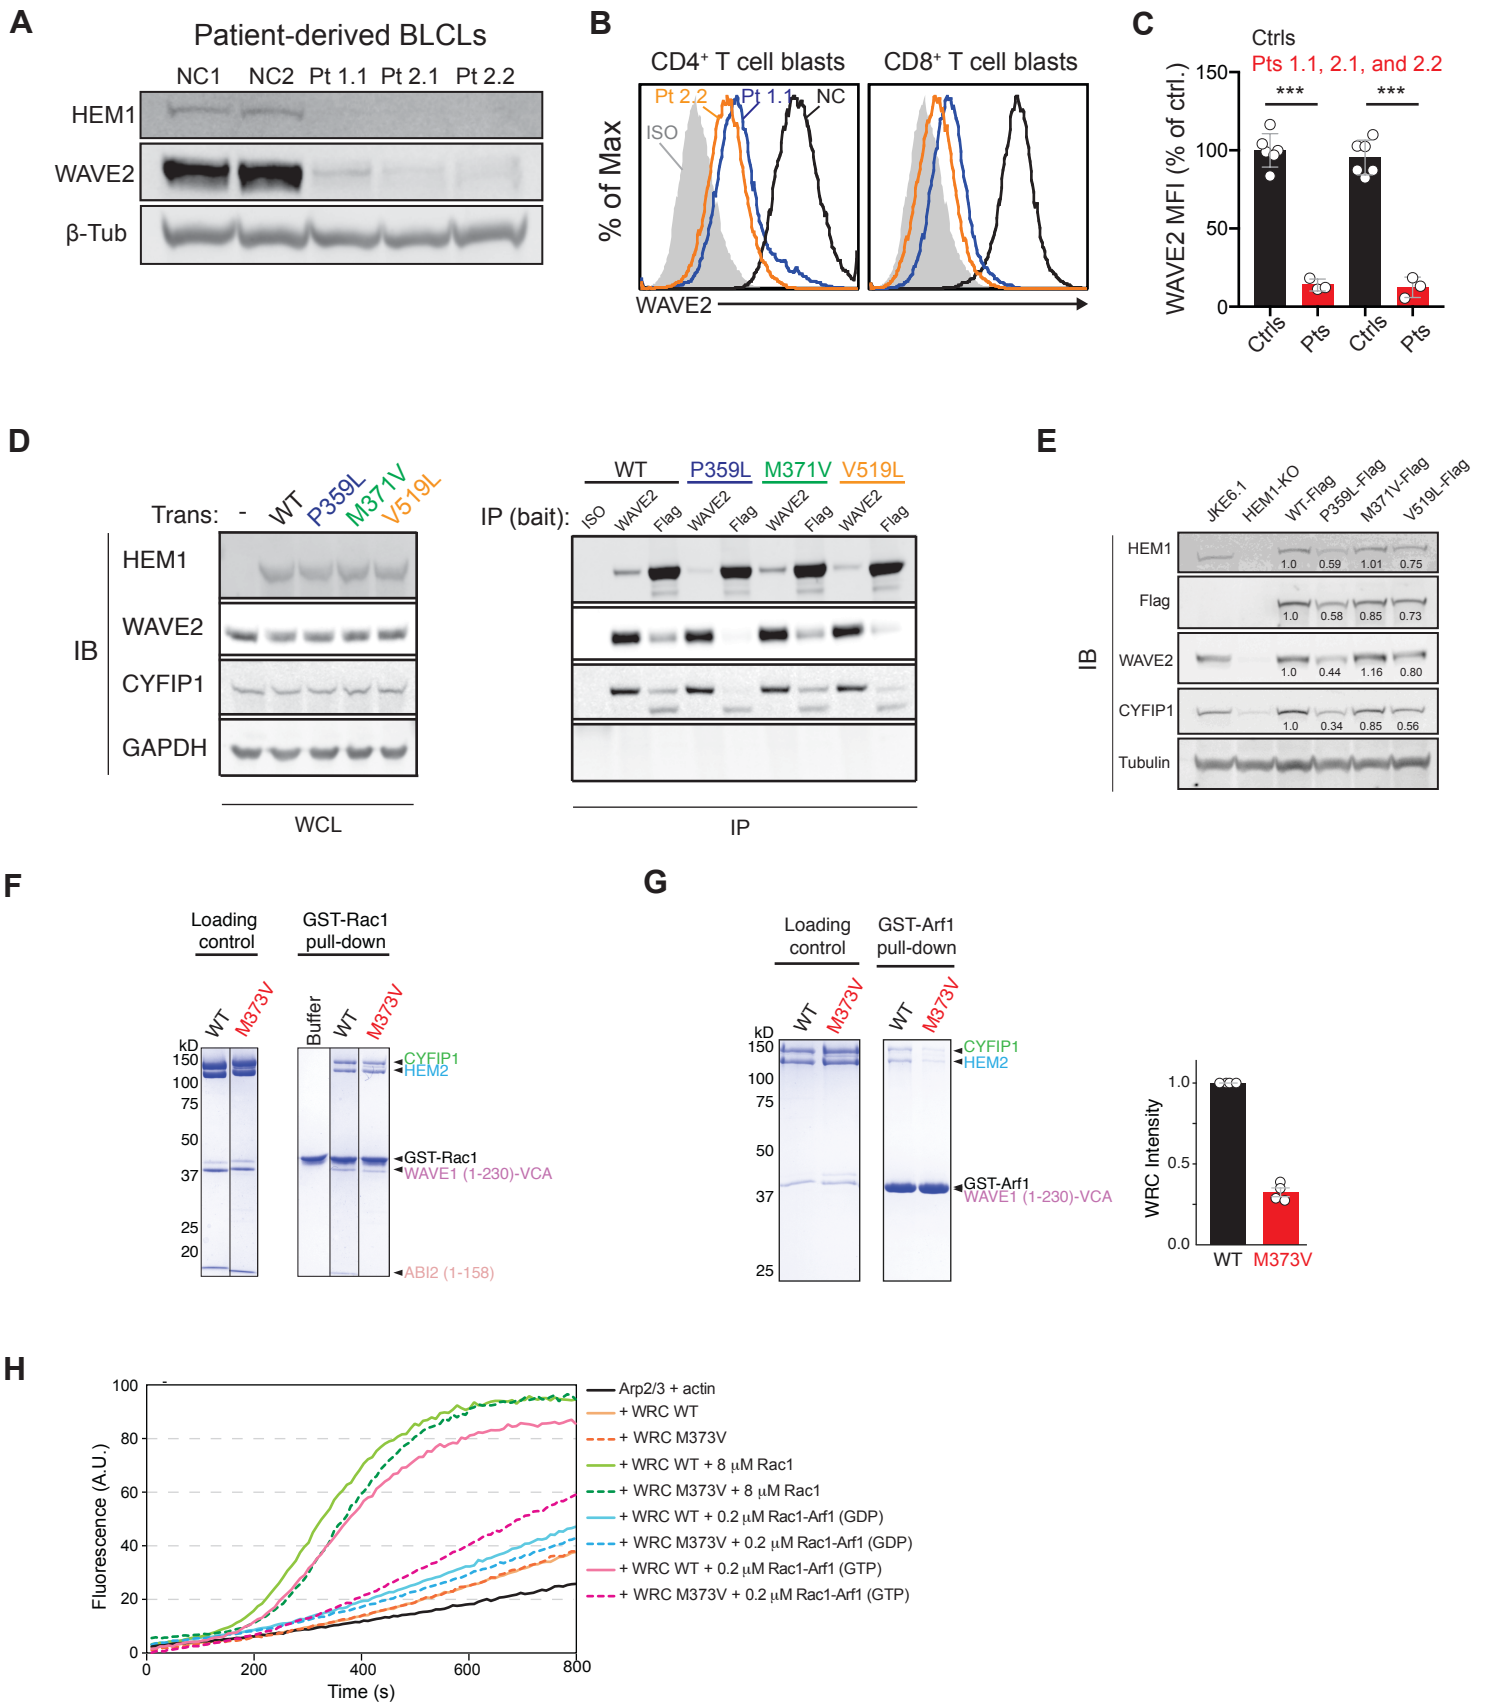 A
Patient-derived BLCLs
NC1 NC2 Pt 1.1 Pt 2.1 Pt 2.2
HEM1
WAVE2
β-Tub
B
CD4+ T cell blasts CD8+ T cell blasts
Pt 2.2 Pt 1.1 NC
ISO
% of Max
WAVE2
C
Ctrls
Pts 1.1, 2.1, and 2.2
WAVE2 MFI (% of ctrl.)
150
100
50
0
*** ***
Ctrls Pts Ctrls Pts
D
Trans: - WT P359L M371V V519L
IB
HEM1
WAVE2
CYFIP1
GAPDH
WCL
WT P359L M371V V519L
IP (bait): ISO WAVE2 Flag WAVE2 Flag WAVE2 Flag WAVE2 Flag
IP
E
JKE6.1 HEM1-KO WT-Flag P359L-Flag M371V-Flag V519L-Flag
IB
HEM1
1.0 0.59 1.01 0.75
Flag
1.0 0.58 0.85 0.73
WAVE2
1.0 0.44 1.16 0.80
CYFIP1
1.0 0.34 0.85 0.56
Tubulin
F
Loading control
GST-Rac1 pull-down
WT M373V Buffer WT M373V
kD
150
100
75
50
37
25
20
CYFIP1
HEM2
GST-Rac1
WAVE1 (1-230)-VCA
ABI2 (1-158)
G
Loading control
GST-Arf1 pull-down
WT M373V WT M373V
kD
150
100
75
50
37
25
CYFIP1
HEM2
GST-Arf1
WAVE1 (1-230)-VCA
WRC Intensity
1.0
0.5
0.0
WT M373V
H
Fluorescence (A.U.)
100
80
60
40
20
0
0 200 400 600 800
Time (s)
Arp2/3 + actin
+ WRC WT
+ WRC M373V
+ WRC WT + 8 μM Rac1
+ WRC M373V + 8 μM Rac1
+ WRC WT + 0.2 μM Rac1-Arf1 (GDP)
+ WRC M373V + 0.2 μM Rac1-Arf1 (GDP)
+ WRC WT + 0.2 μM Rac1-Arf1 (GTP)
+ WRC M373V + 0.2 μM Rac1-Arf1 (GTP)